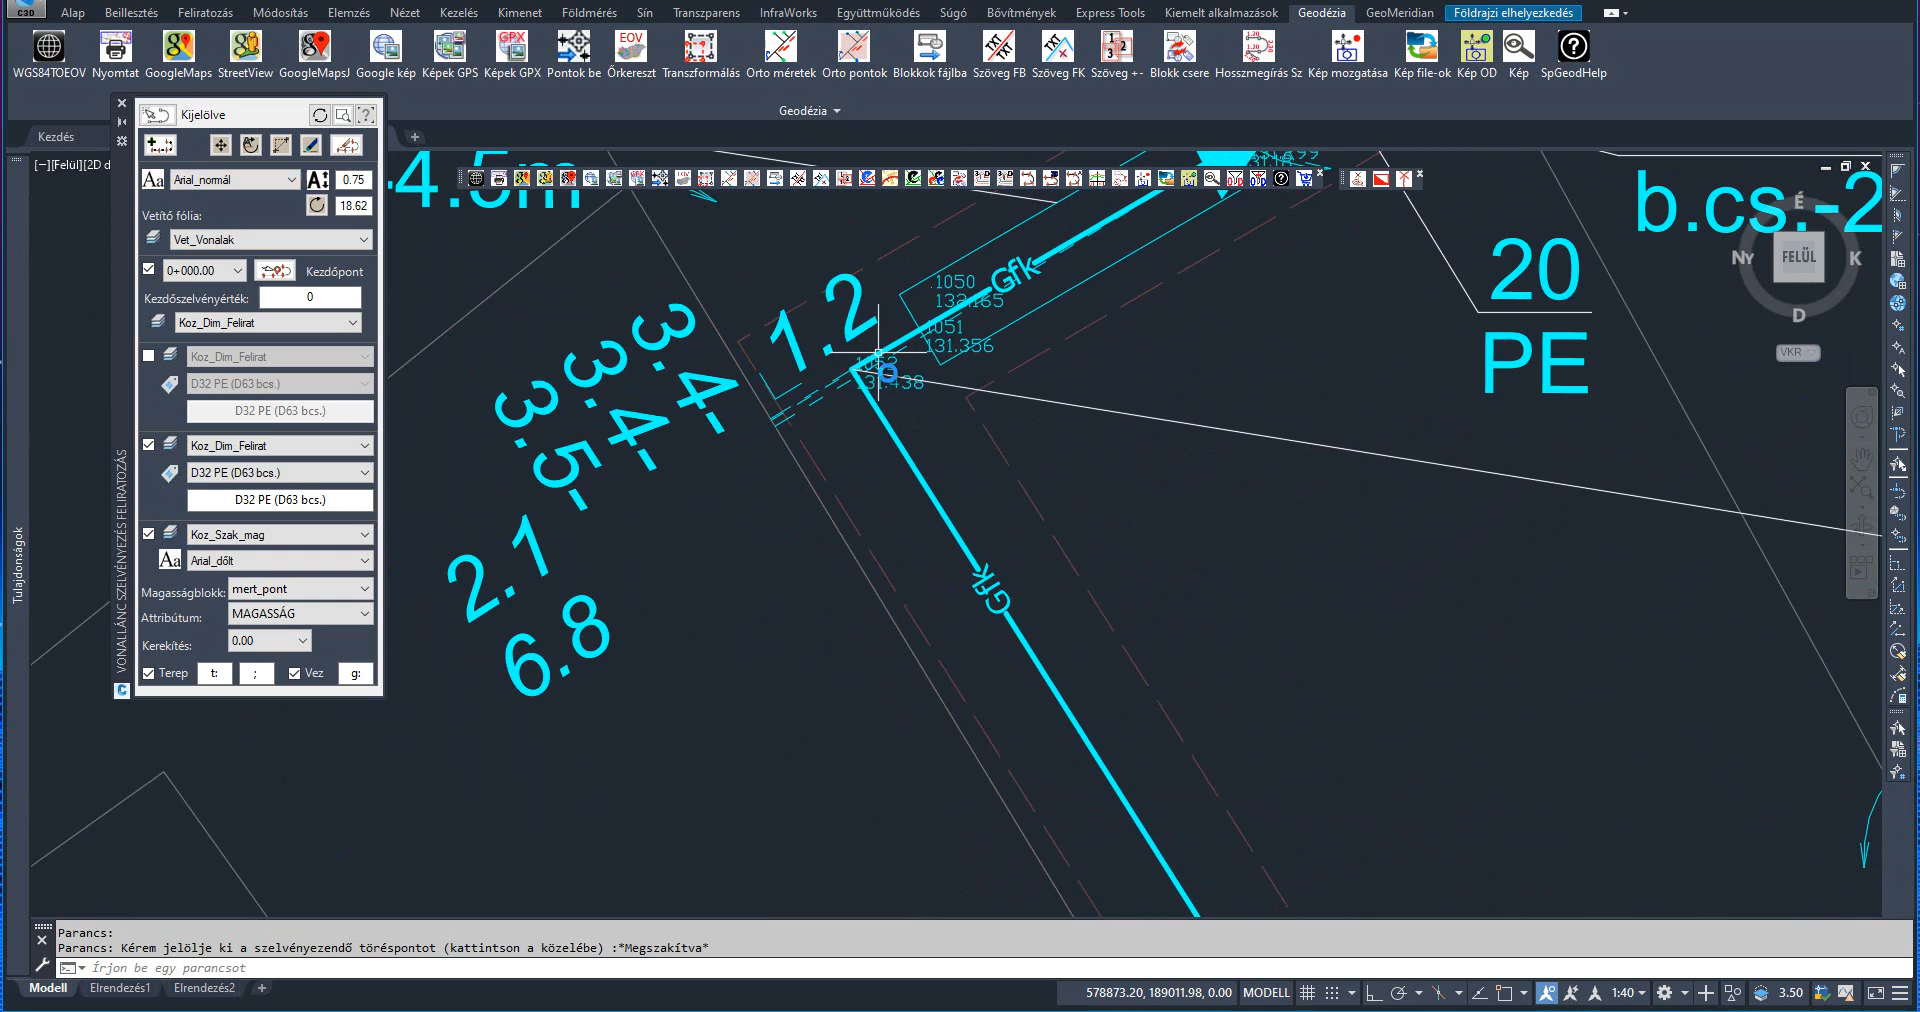 C3D
Alap Beillesztés Feliratozás Módosítás Elemzés Nézet Kezelés Kimenet Földmérés Sín Transzparens InfraWorks Együttműködés Súgó Bővítmények Express Tools Kiemelt alkalmazások Geodézia GeoMeridian Földrajzi elhelyezkedés
WGS84TOEOV Nyomtat GoogleMaps StreetView GoogleMapsJ Google kép Képek GPS Képek GPX Pontok be Őrkereszt Transzformálás Orto méretek Orto pontok Blokkok fájlba Szöveg FB Szöveg FK Szöveg +- Blokk csere Hosszmegírás Sz Kép mozgatása Kép file-ok Kép OD Kép SpGeodHelp
Geodézia
Kezdés
[−][Felül][2D d
Kijelölve
Arial_normál 0.75
18.62
Vetítő fólia:
Vet_Vonalak
0+000.00 Kezdőpont
Kezdőszelvényérték: 0
Koz_Dim_Felirat
Koz_Dim_Felirat
D32 PE (D63 bcs.)
D32 PE (D63 bcs.)
Koz_Dim_Felirat
D32 PE (D63 bcs.)
D32 PE (D63 bcs.)
Koz_Szak_mag
Arial_dőlt
Magasságblokk: mert_pont
Attribútum: MAGASSÁG
Kerekítés: 0.00
Terep t: ; Vez g:
VONALLÁNC SZELVÉNYEZÉS FELIRATOZÁS
Tulajdonságok
-4.5m
b.cs.-2
20
PE
1.2
3.4-
3.4-
3.5-
2.1
6.8
Gfk
Gfk
1050
132.165
1051
131.356
131.438
É
Ny FELÜL K
D
VKR
Parancs:
Parancs: Kérem jelölje ki a szelvényezendő töréspontot (kattintson a közelébe) :*Megszakítva*
Írjon be egy parancsot
Modell Elrendezés1 Elrendezés2 +
578873.20, 189011.98, 0.00 MODELL 1:40 3.50